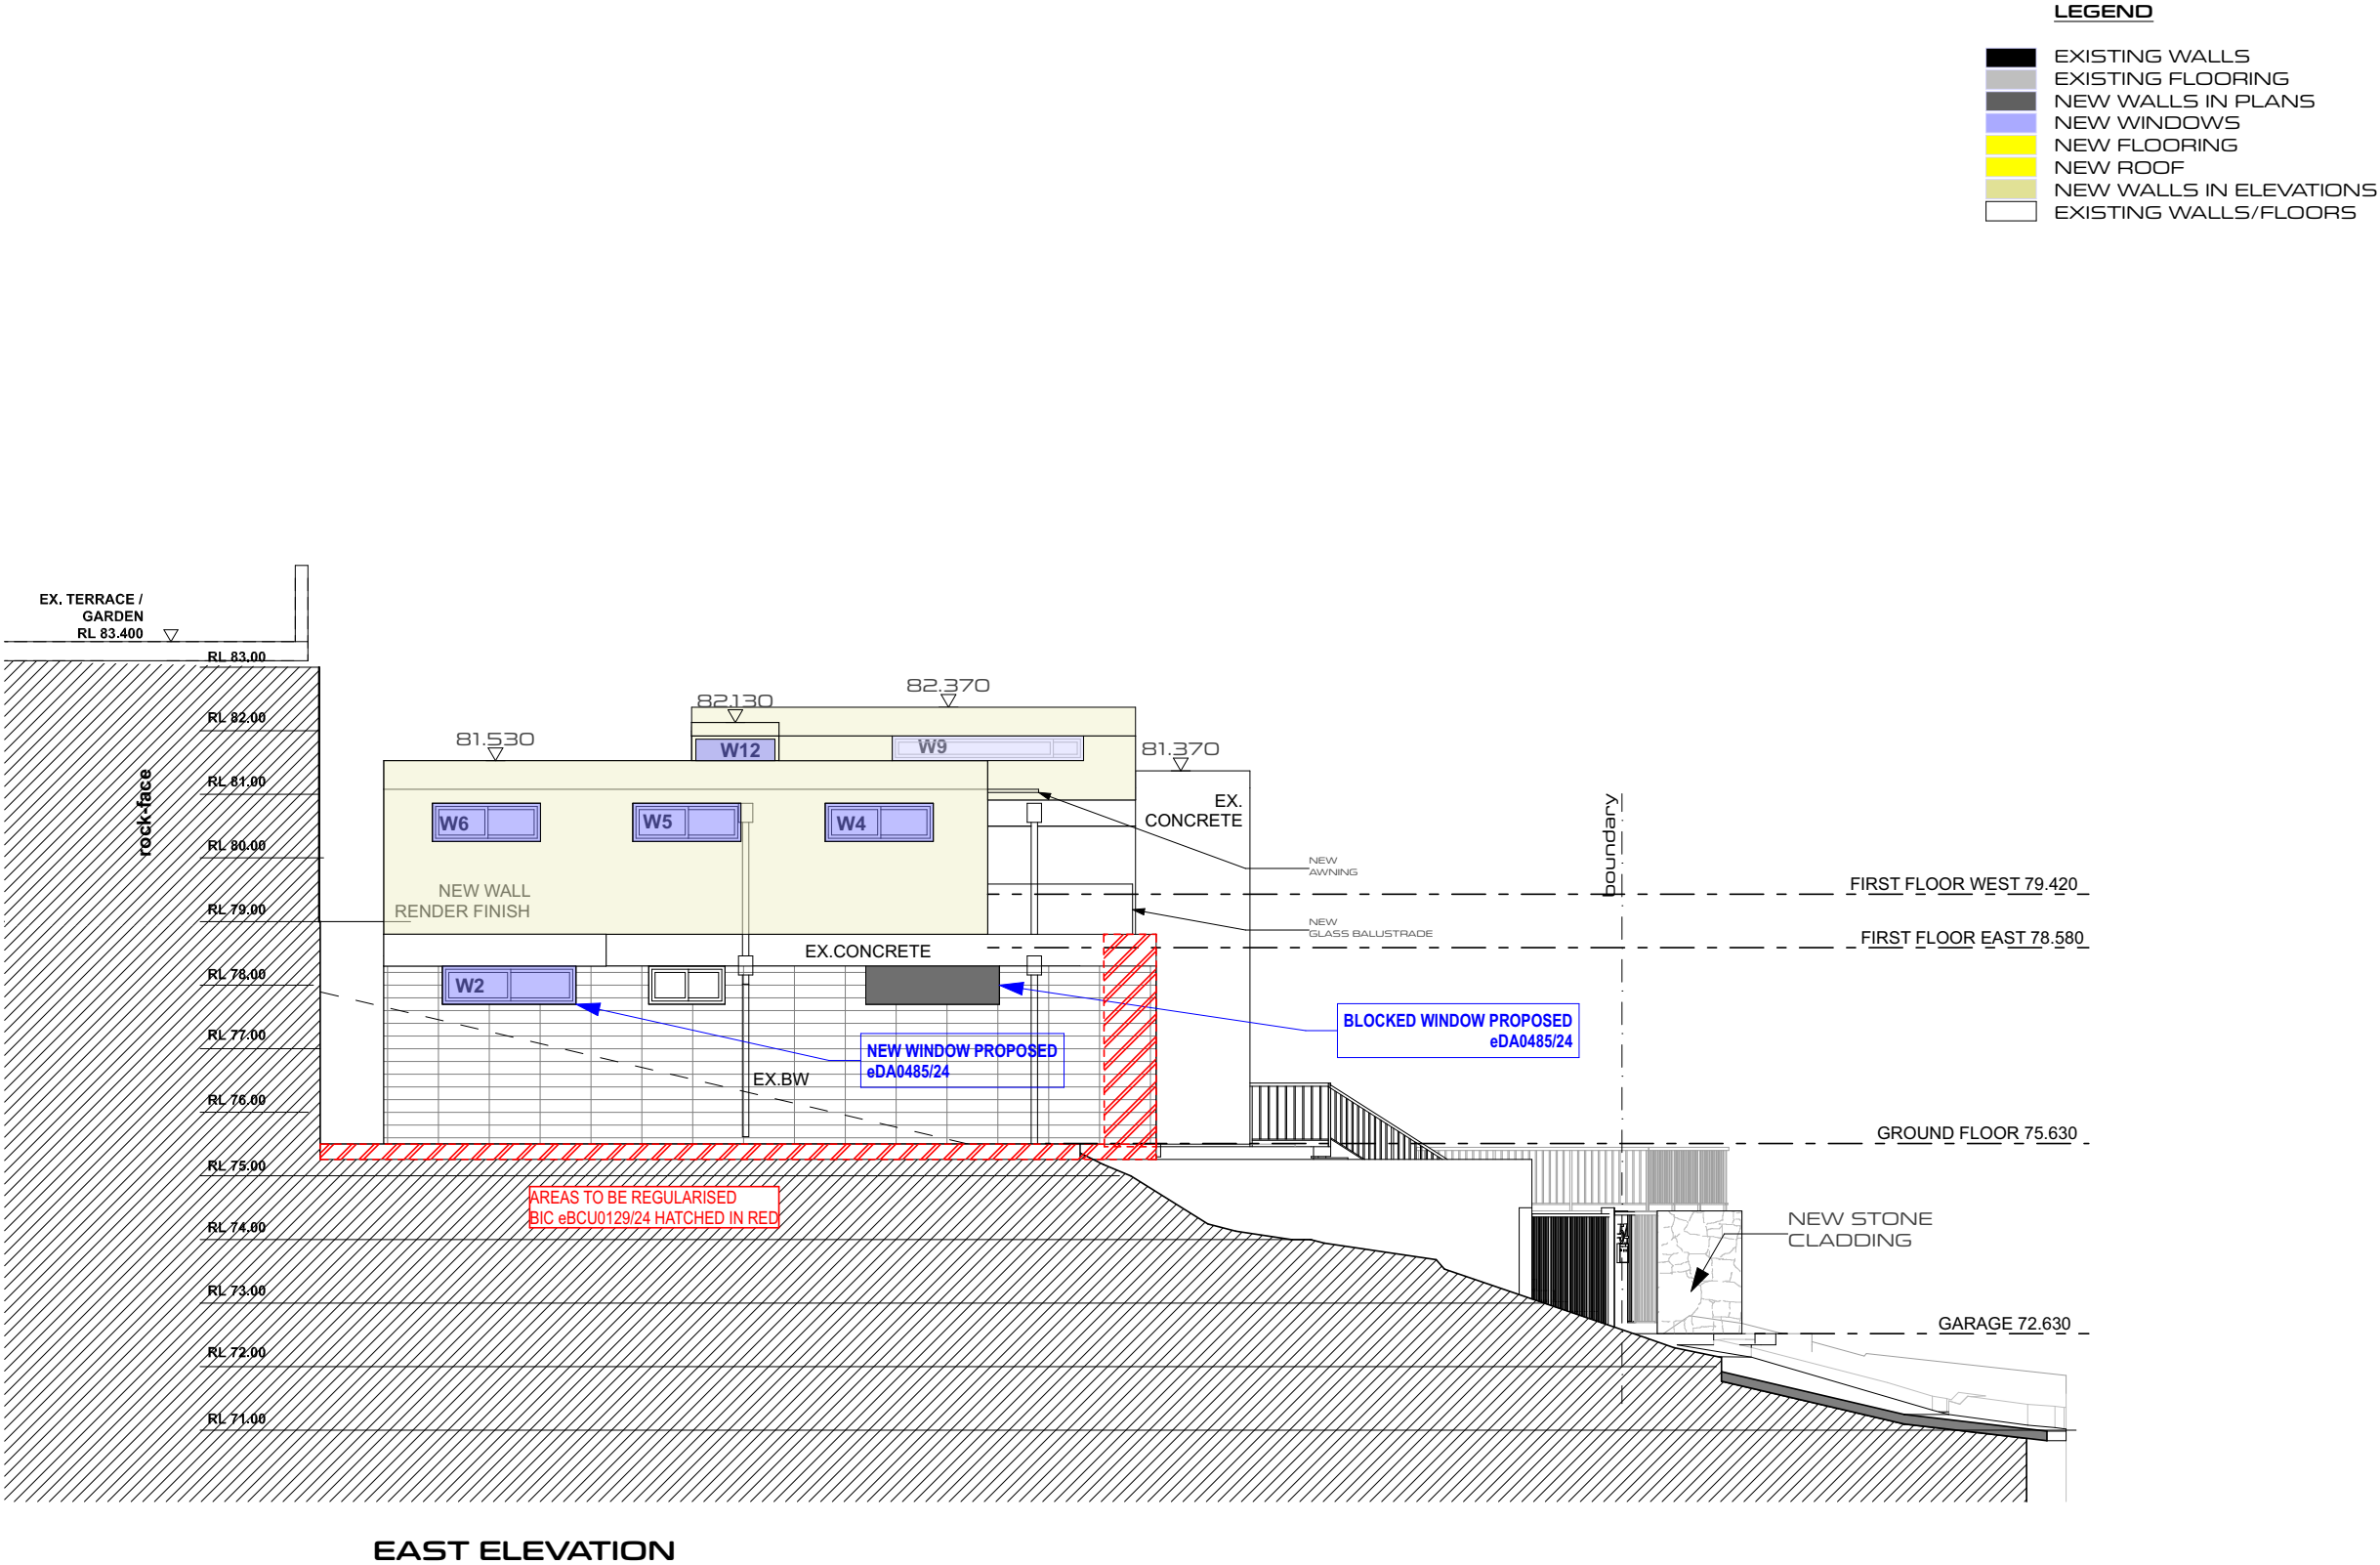 LEGEND
EXISTING WALLS
EXISTING FLOORING
NEW WALLS IN PLANS
NEW WINDOWS
NEW FLOORING
NEW ROOF
NEW WALLS IN ELEVATIONS
EXISTING WALLS/FLOORS
EX. TERRACE /
GARDEN
RL 83.400
RL 83.00
RL 82.00
RL 81.00
RL 80.00
RL 79.00
RL 78.00
RL 77.00
RL 76.00
RL 75.00
RL 74.00
RL 73.00
RL 72.00
RL 71.00
rock-face
81.530
82.130
82.370
81.370
W12
W9
W6
W5
W4
EX.
CONCRETE
NEW WALL
RENDER FINISH
NEW
AWNING
NEW
GLASS BALUSTRADE
boundary
FIRST FLOOR WEST 79.420
FIRST FLOOR EAST 78.580
EX.CONCRETE
W2
BLOCKED WINDOW PROPOSED
eDA0485/24
NEW WINDOW PROPOSED
eDA0485/24
EX.BW
GROUND FLOOR 75.630
AREAS TO BE REGULARISED
BIC eBCU0129/24 HATCHED IN RED
NEW STONE
CLADDING
GARAGE 72.630
EAST ELEVATION